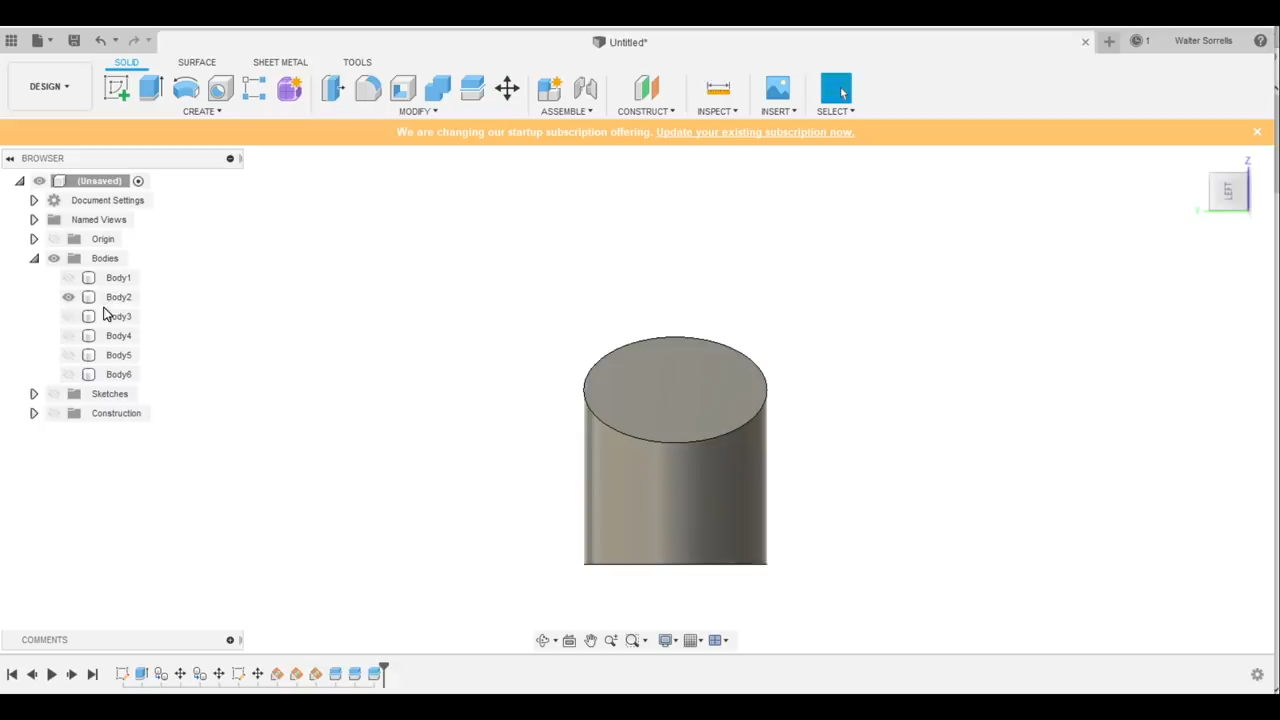 Untitled*
1
Walter Sorrells
DESIGN
SOLID
SURFACE
SHEET METAL
TOOLS
CREATE
MODIFY
ASSEMBLE
CONSTRUCT
INSPECT
INSERT
SELECT
We are changing our startup subscription offering. Update your existing subscription now.
BROWSER
(Unsaved)
Document Settings
Named Views
Origin
Bodies
Body1
Body2
Body4
Body5
Body6
Sketches
Construction
Z
LEFT
Y
COMMENTS